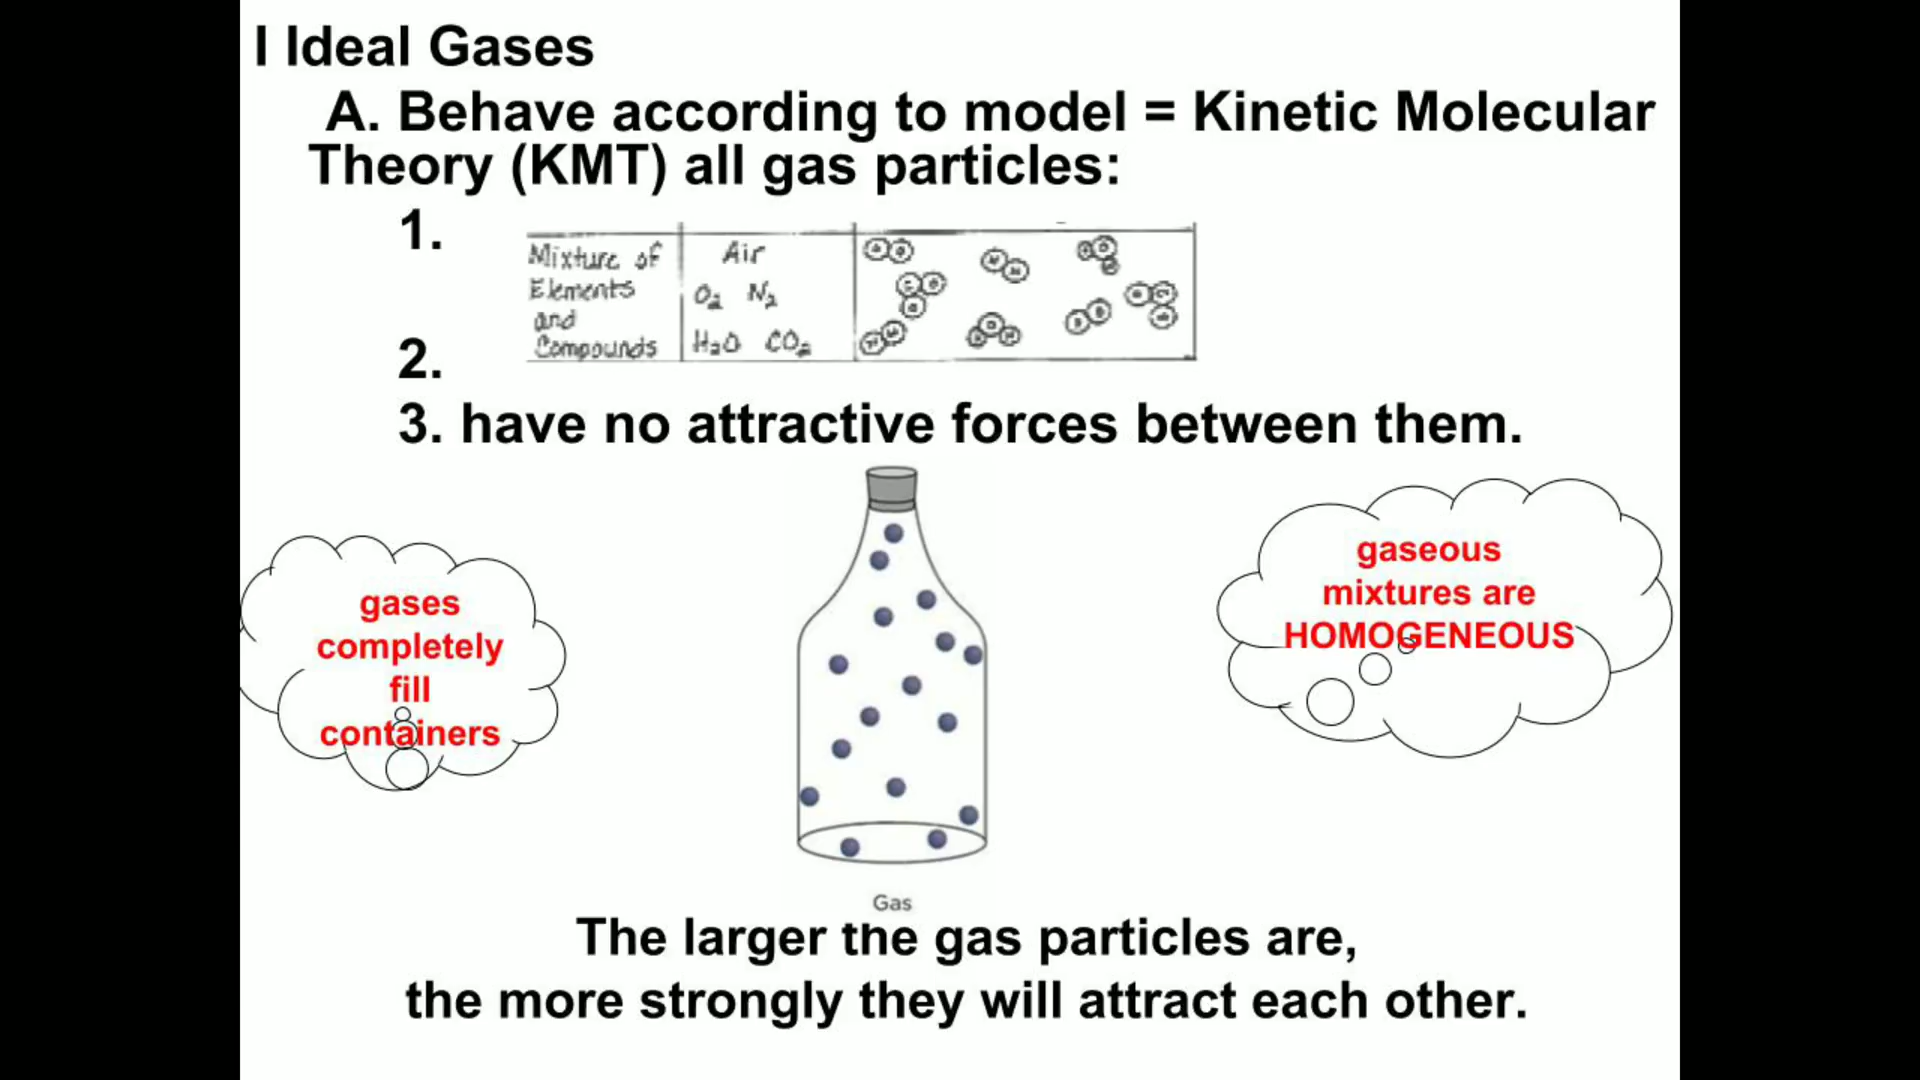 I Ideal Gases
A. Behave according to model = Kinetic Molecular
Theory (KMT) all gas particles:
1.
Mixture of
Elements
and
Compounds
Air
O₂ N₂
H₂O CO₂
2.
3. have no attractive forces between them.
gases
completely
fill
containers
gaseous
mixtures are
HOMOGENEOUS
Gas
The larger the gas particles are,
the more strongly they will attract each other.